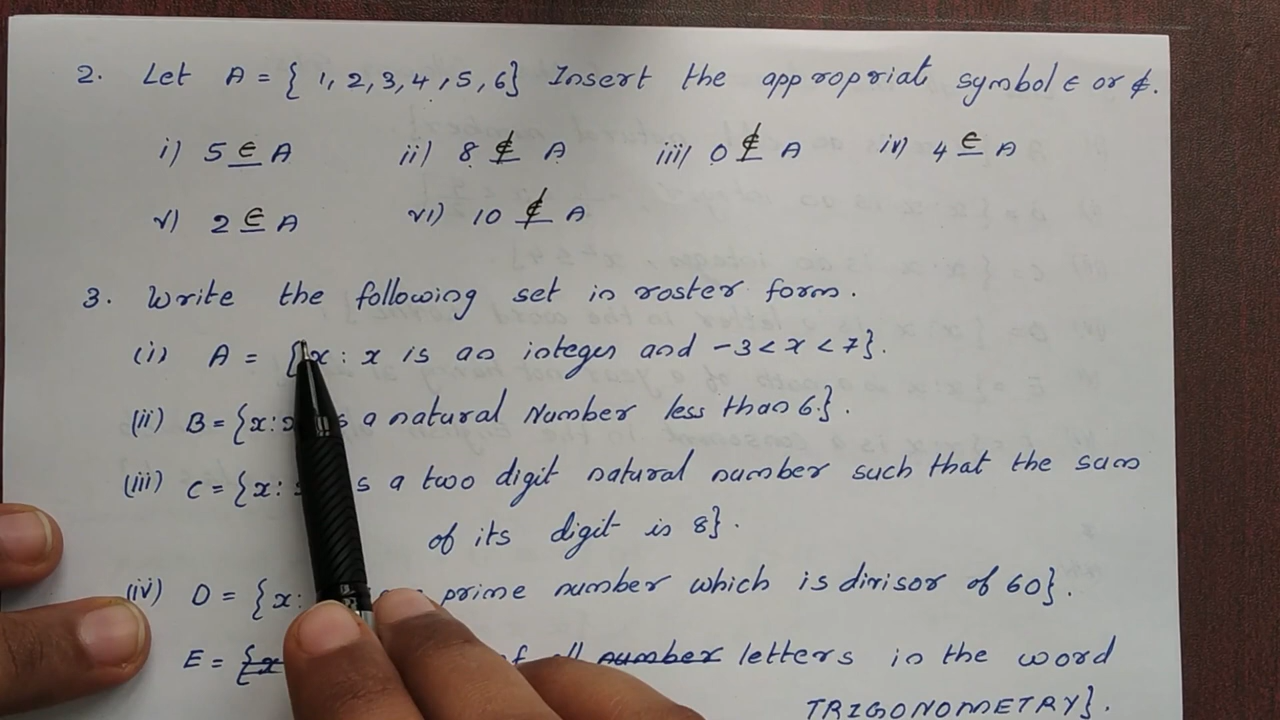 2. Let A = { 1, 2, 3, 4, 5, 6} Insert the appropriat symbol ∈ or ∉.
i) 5 ∈ A ii) 8 ∉ A iii) 0 ∉ A iv) 4 ∈ A
v) 2 ∈ A vi) 10 ∉ A
3. Write the following set in roster form.
(i) A = {x : x is an integer and -3 < x < 7}.
(ii) B = {x : a natural Number less than 6}.
(iii) C = {x : a two digit natural number such that the sum
of its digit is 8}.
(iv) D = {x : prime number which is divisor of 60}.
E = {x all number letters in the word
TRIGONOMETRY}.